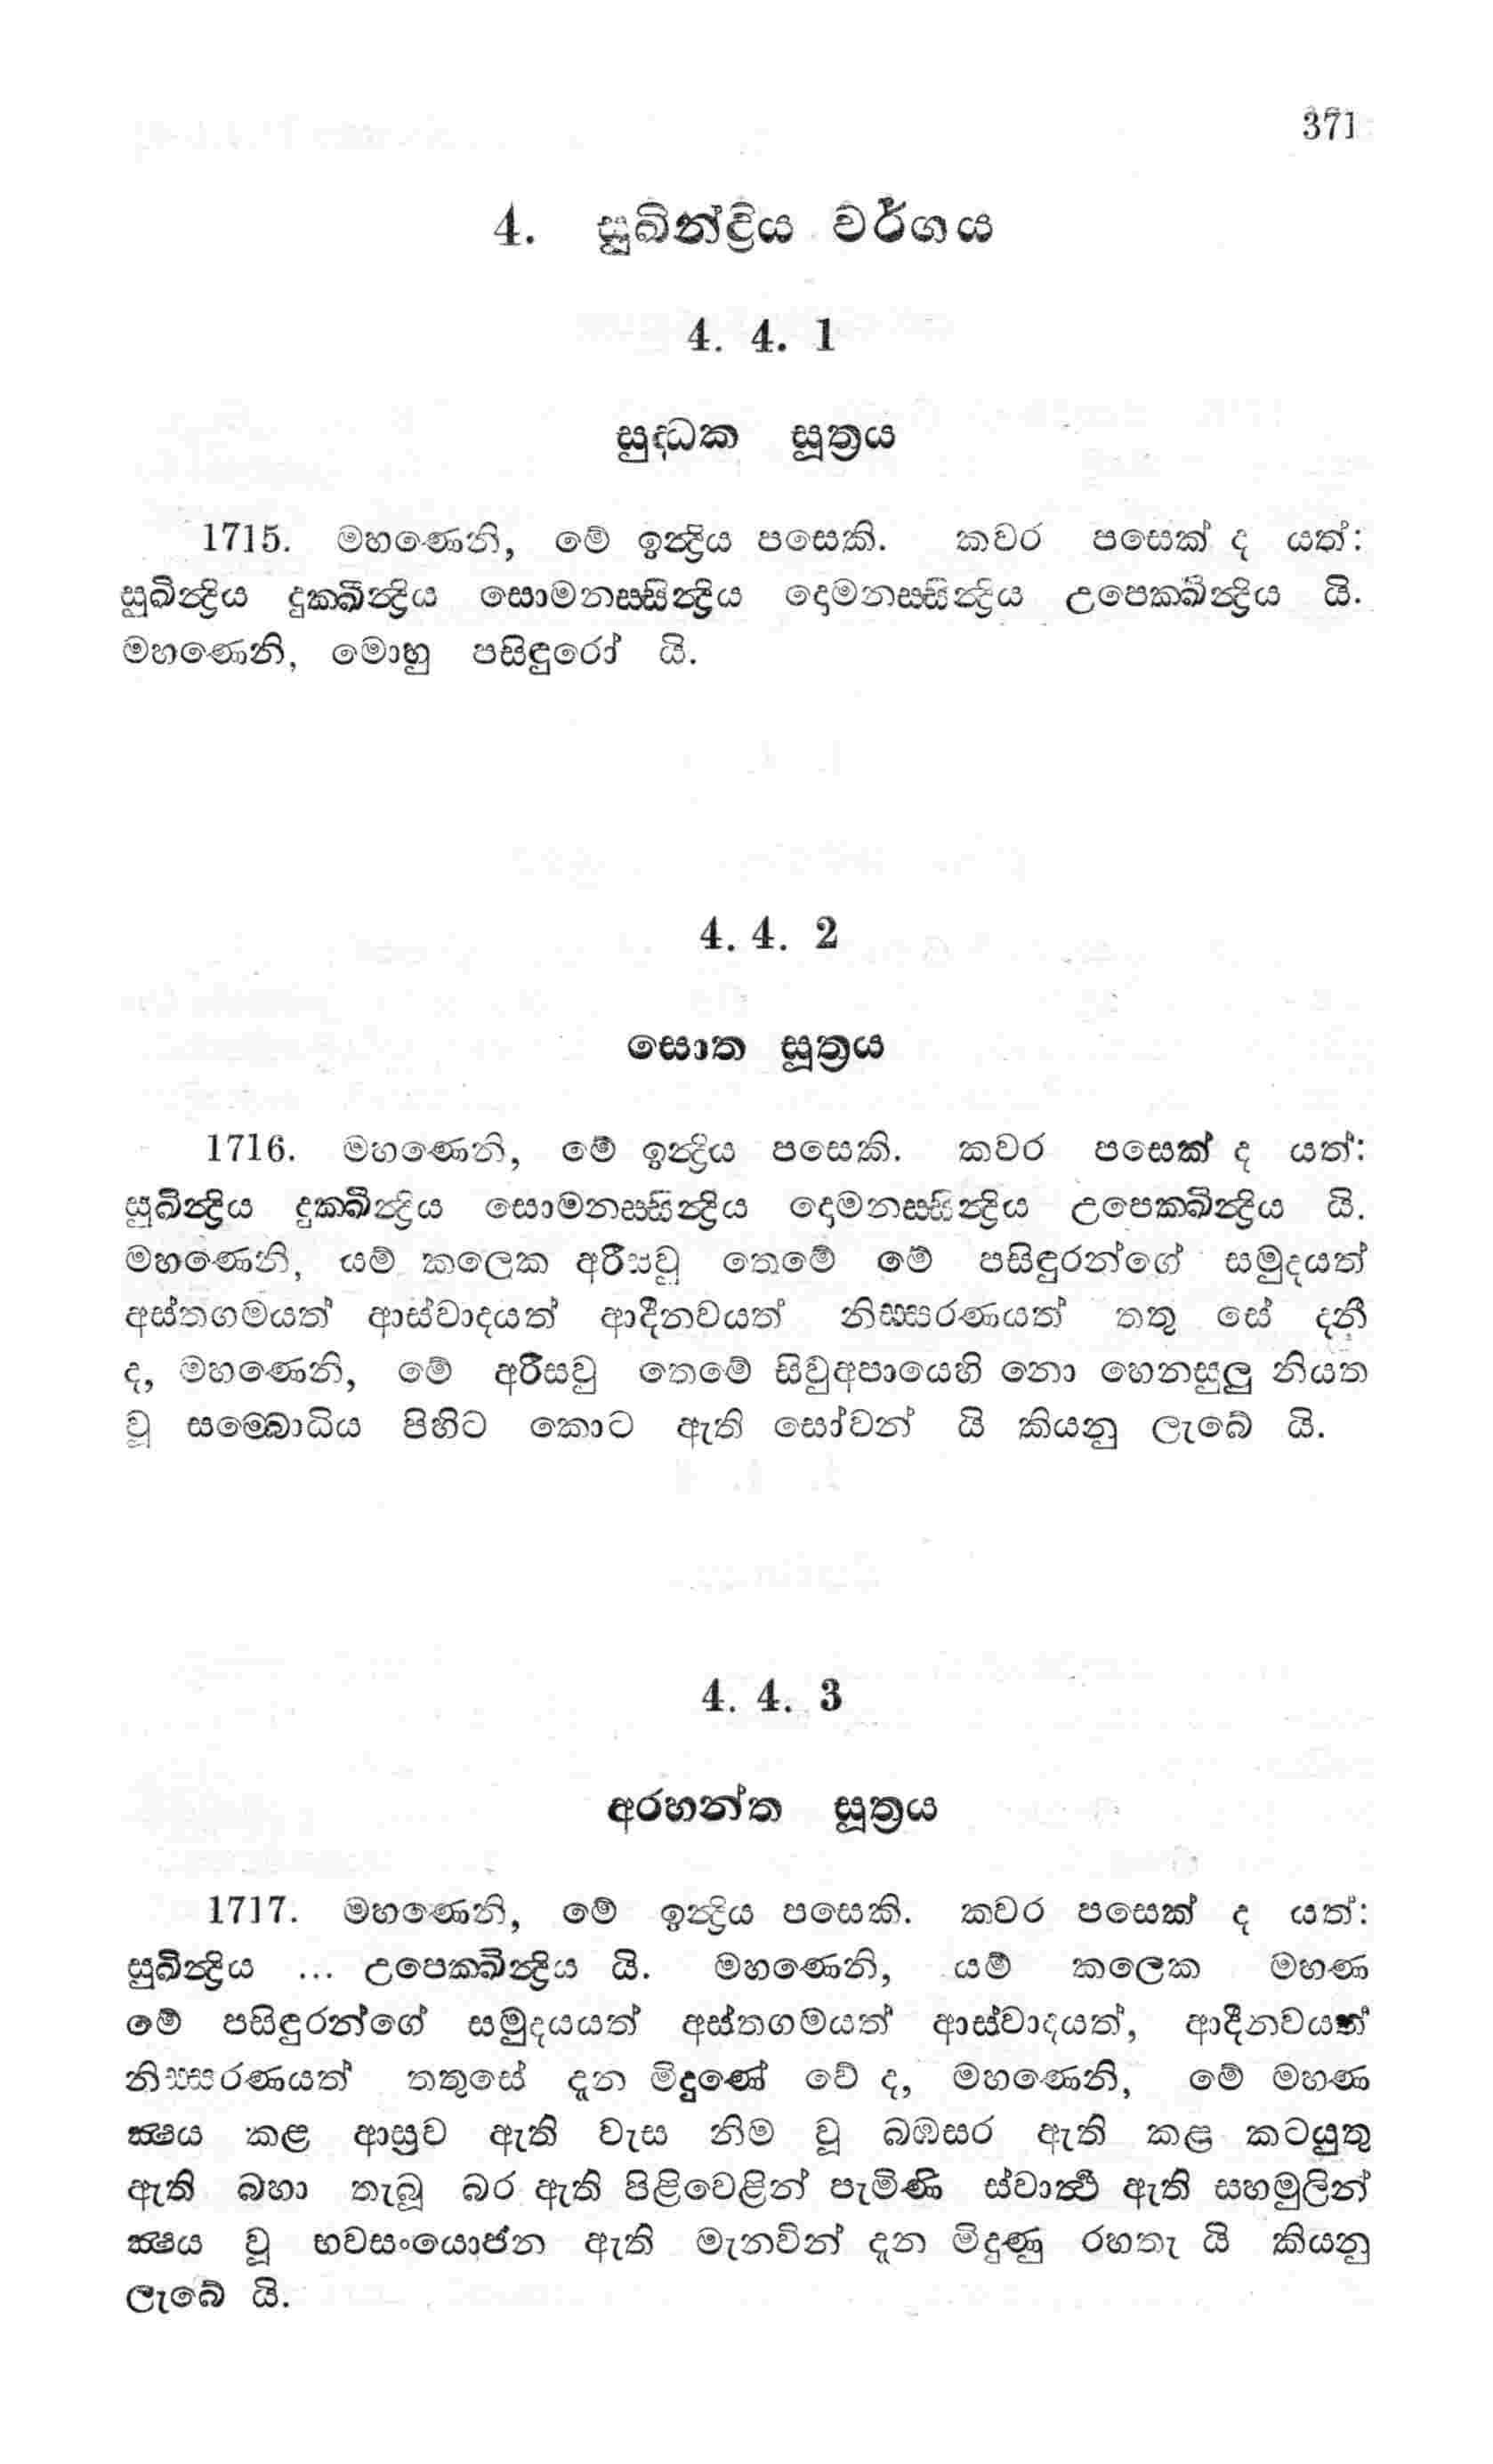 371
4. සුඛින්ද්‍රිය වර්ගය
4. 4. 1
සුද්ධක සූත්‍රය
1715. මහණෙනි, මේ ඉන්ද්‍රිය පසෙකි. කවර පසෙක් ද යත්:
සුඛින්ද්‍රිය දුක්ඛින්ද්‍රිය සොමනස්සින්ද්‍රිය දොමනස්සින්ද්‍රිය උපෙක්ඛින්ද්‍රිය යි.
මහණෙනි, මොහු පසිඳුරෝ යි.
4. 4. 2
සොත සූත්‍රය
1716. මහණෙනි, මේ ඉන්ද්‍රිය පසෙකි. කවර පසෙක් ද යත්:
සුඛින්ද්‍රිය දුක්ඛින්ද්‍රිය සොමනස්සින්ද්‍රිය දොමනස්සින්ද්‍රිය උපෙක්ඛින්ද්‍රිය යි.
මහණෙනි, යම් කලෙක අරීසවු තෙමේ මේ පසිඳුරන්ගේ සමුදයත්
අස්තගමයත් ආස්වාදයත් ආදීනවයත් නිස්සරණයත් තතු සේ දනී
ද, මහණෙනි, මේ අරීසවු තෙමේ සිවුඅපායෙහි නො හෙනසුලු නියත
වූ සම්බොධිය පිහිට කොට ඇති සෝවන් යි කියනු ලැබේ යි.
4. 4. 3
අරහන්ත සූත්‍රය
1717. මහණෙනි, මේ ඉන්ද්‍රිය පසෙකි. කවර පසෙක් ද යත්:
සුඛින්ද්‍රිය ... උපෙක්ඛින්ද්‍රිය යි. මහණෙනි, යම් කලෙක මහණ
මේ පසිඳුරන්ගේ සමුදයයත් අස්තගමයත් ආස්වාදයත්, ආදීනවයත්
නිස්සරණයත් තතුසේ දැන මිදුණේ වේ ද, මහණෙනි, මේ මහණ
ක්‍ෂය කළ ආස්‍රව ඇති වැස නිම වූ බඹසර ඇති කළ කටයුතු
ඇති බහා තැබූ බර ඇති පිළිවෙළින් පැමිණි ස්වාර්ත්‍ථ ඇති සහමුලින්
ක්‍ෂය වූ භවසංයොජන ඇති මැනවින් දැන මිදුණු රහතැ යි කියනු
ලැබේ යි.